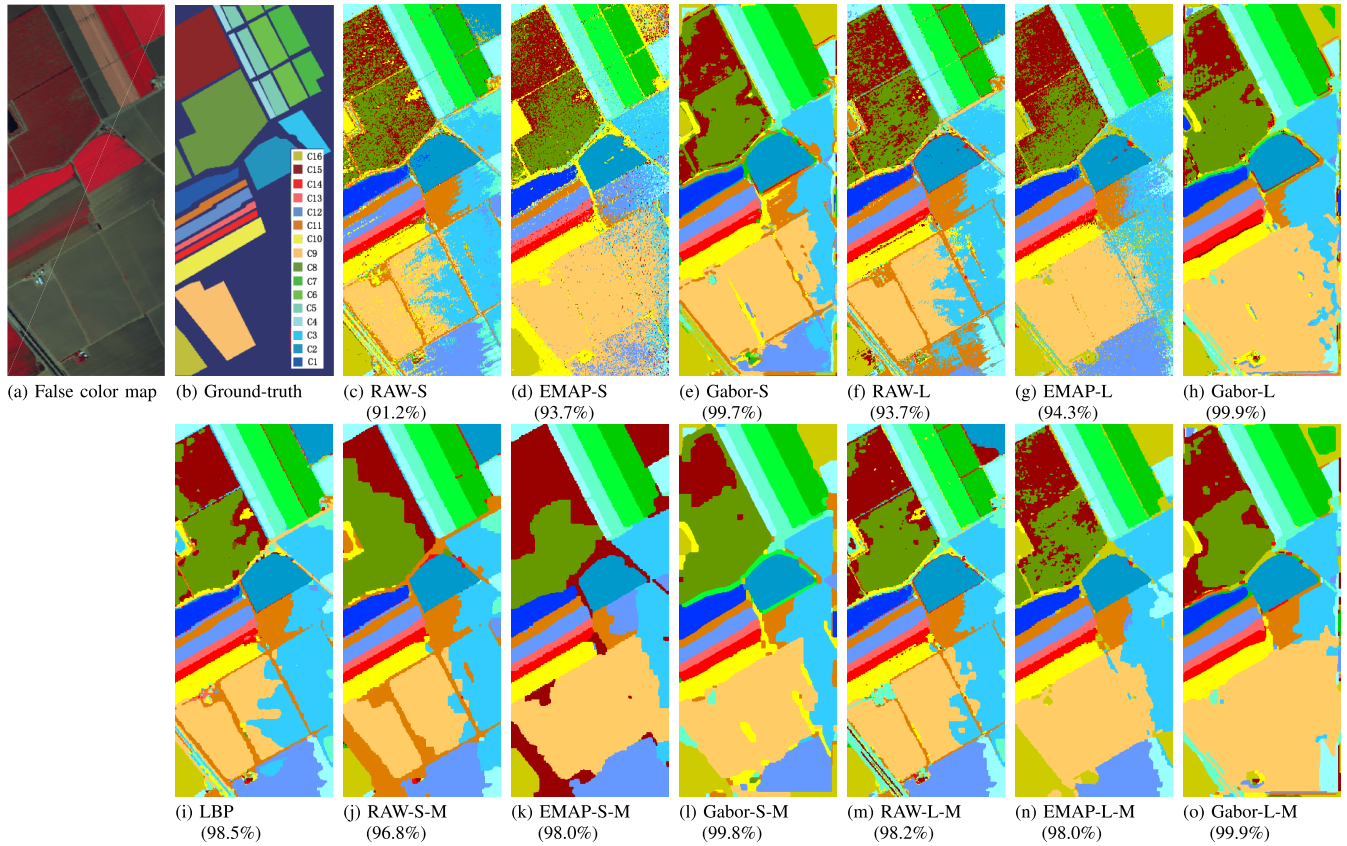 C16
C15
C14
C13
C12
C11
C10
C9
C8
C7
C6
C5
C4
C3
C2
C1
(a) False color map
(b) Ground-truth
(c) RAW-S
(91.2%)
(d) EMAP-S
(93.7%)
(e) Gabor-S
(99.7%)
(f) RAW-L
(93.7%)
(g) EMAP-L
(94.3%)
(h) Gabor-L
(99.9%)
(i) LBP
(98.5%)
(j) RAW-S-M
(96.8%)
(k) EMAP-S-M
(98.0%)
(l) Gabor-S-M
(99.8%)
(m) RAW-L-M
(98.2%)
(n) EMAP-L-M
(98.0%)
(o) Gabor-L-M
(99.9%)